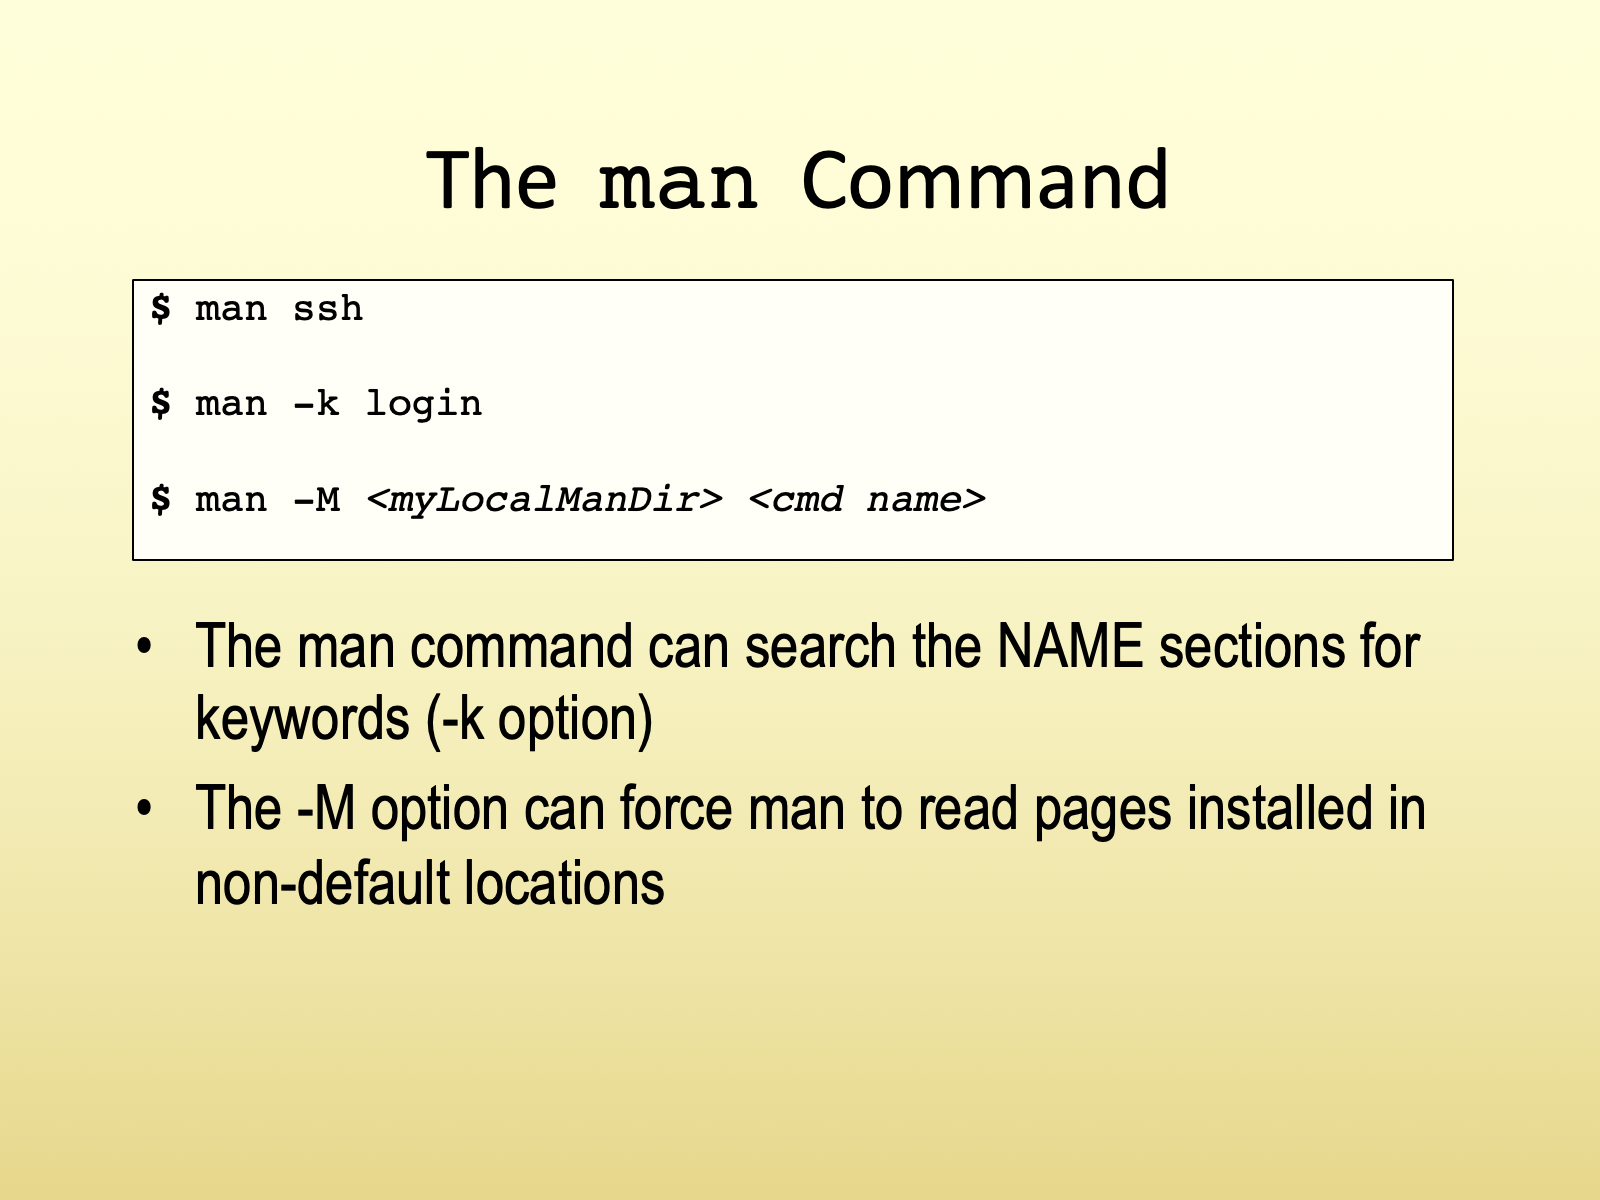 The man Command
$ man ssh
$ man -k login
$ man -M <myLocalManDir> <cmd name>
• The man command can search the NAME sections for
keywords (-k option)
• The -M option can force man to read pages installed in
non-default locations